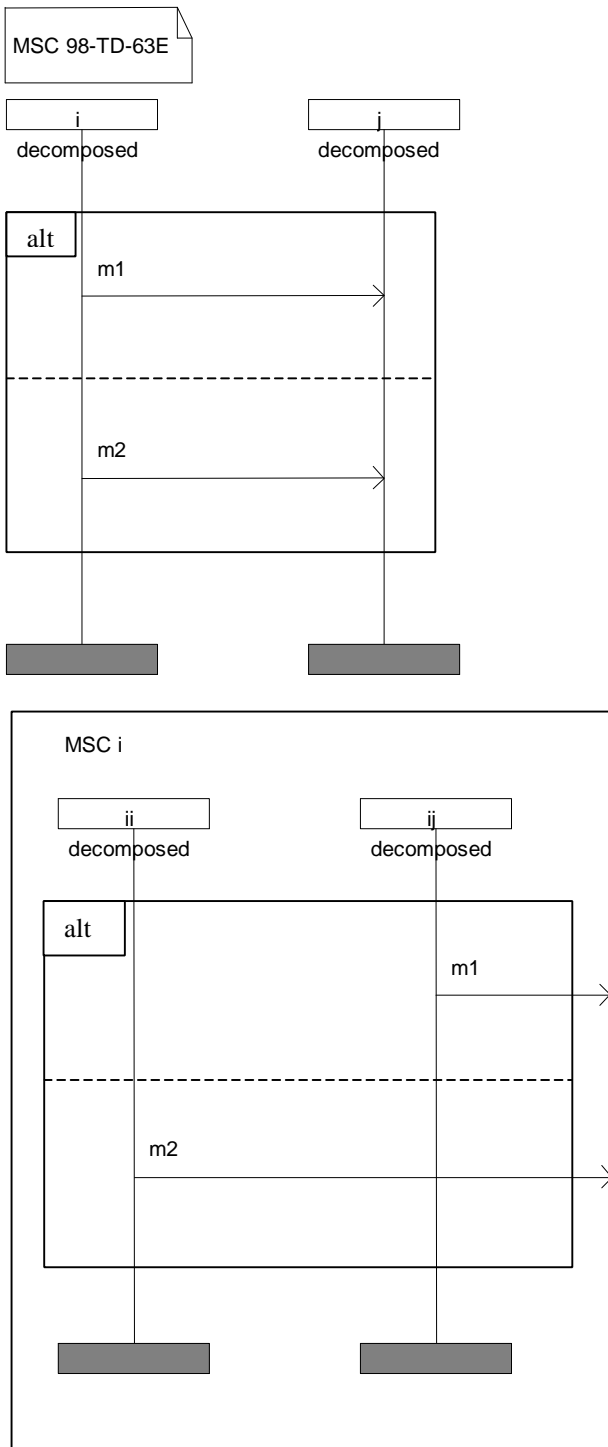 MSC 98-TD-63E
i j
decomposed decomposed
alt
m1
m2
MSC i
ii ij
decomposed decomposed
alt
m1
m2